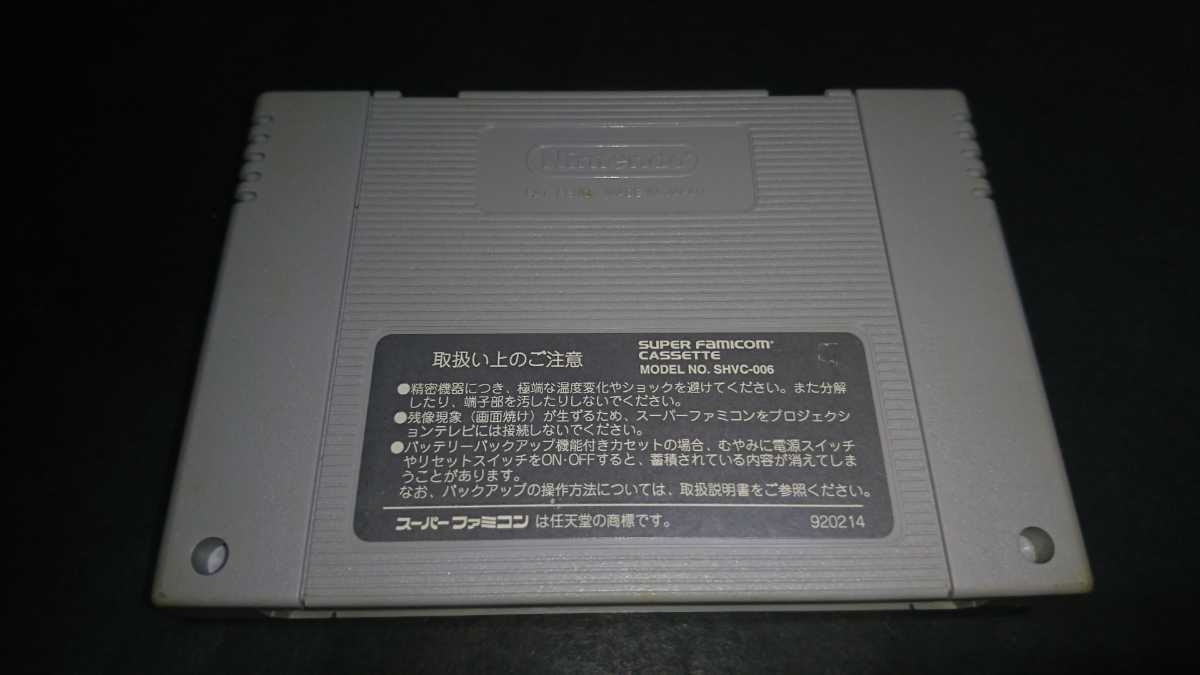 Nintendo
取扱い上のご注意
SUPER FAMICOM
CASSETTE
MODEL NO. SHVC-006
●精密機器につき、極端な温度変化やショックを避けてください。また分解
したり、端子部を汚したりしないでください。
●残像現象（画面焼け）が生ずるため、スーパーファミコンをプロジェクシ
ョンテレビには接続しないでください。
●バッテリーバックアップ機能付きカセットの場合、むやみに電源スイッチ
やリセットスイッチをON・OFFすると、蓄積されている内容が消えてしま
うことがあります。
なお、バックアップの操作方法については、取扱説明書をご参照ください。
スーパーファミコン は任天堂の商標です。
920214